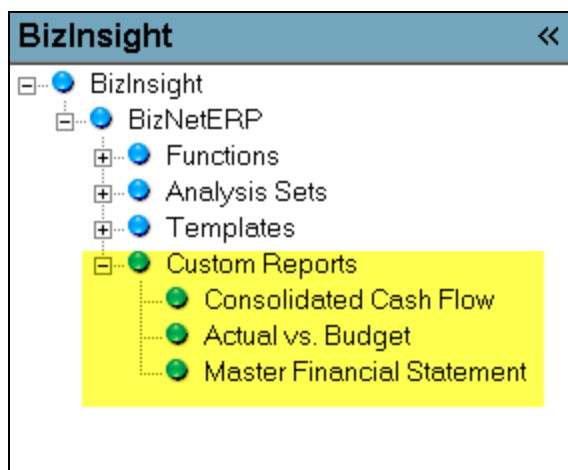 BizInsight «
BizInsight
BizNetERP
Functions
Analysis Sets
Templates
Custom Reports
Consolidated Cash Flow
Actual vs. Budget
Master Financial Statement